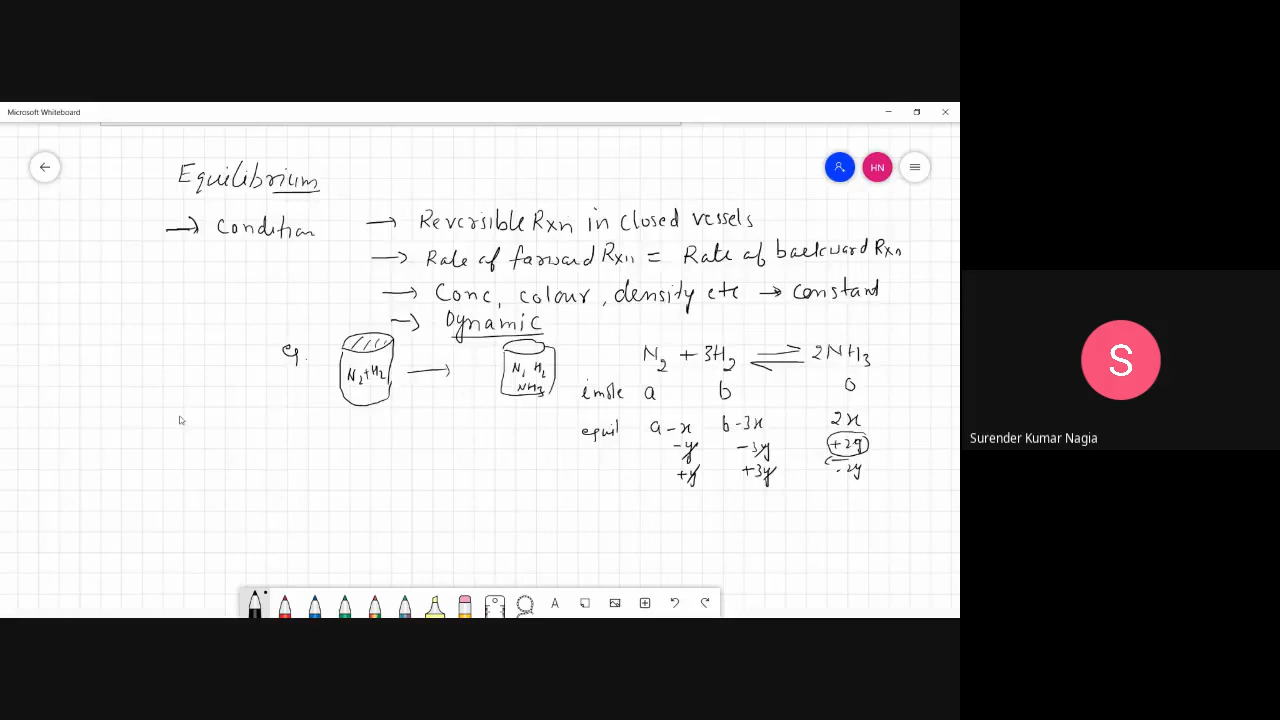 Microsoft Whiteboard
HN
Equilibrium
→ Condition → Reversible Rxn in closed vessels
→ Rate of forward Rxn = Rate of backward Rxn
→ Conc, colour, density etc → constant
→ Dynamic
eg. N2+H2 → N2 H2 NH3
N2 + 3H2 ⇌ 2NH3
a b 0
equil a-x b-3x 2x
-y -3y +2y
+y +3y -2y
A
S
Surender Kumar Nagia